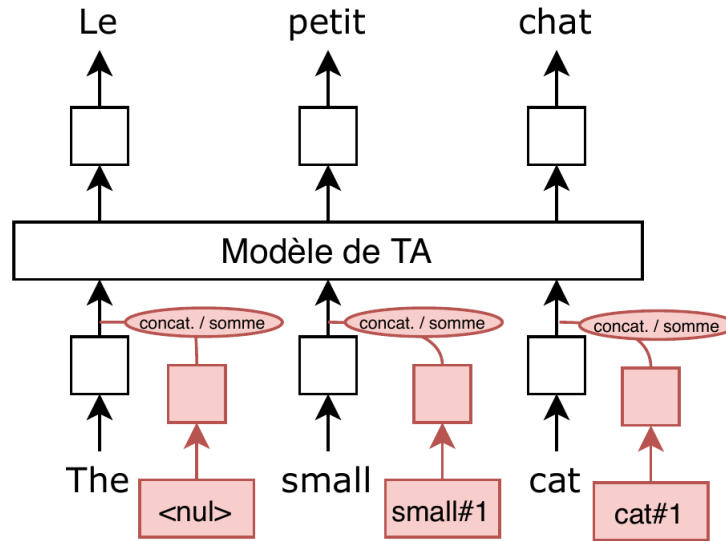 Le petit chat
Modèle de TA
concat. / somme concat. / somme concat. / somme
The small cat
<nul> small#1 cat#1